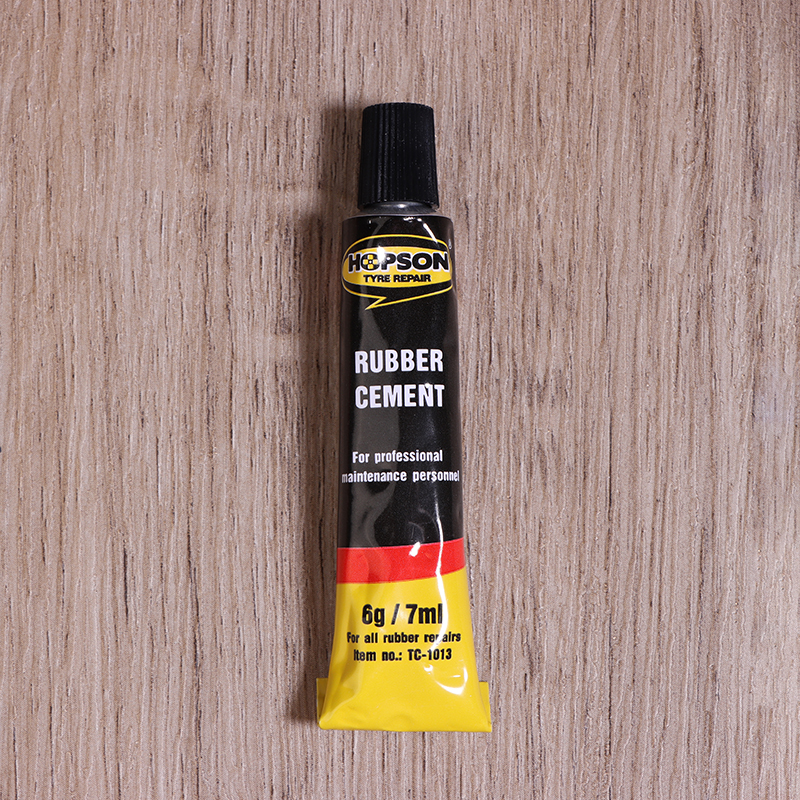 HOPSON
TYRE REPAIR
RUBBER
CEMENT
For professional
maintenance personnel
6g / 7ml
For all rubber repairs
Item no.: TC-1013